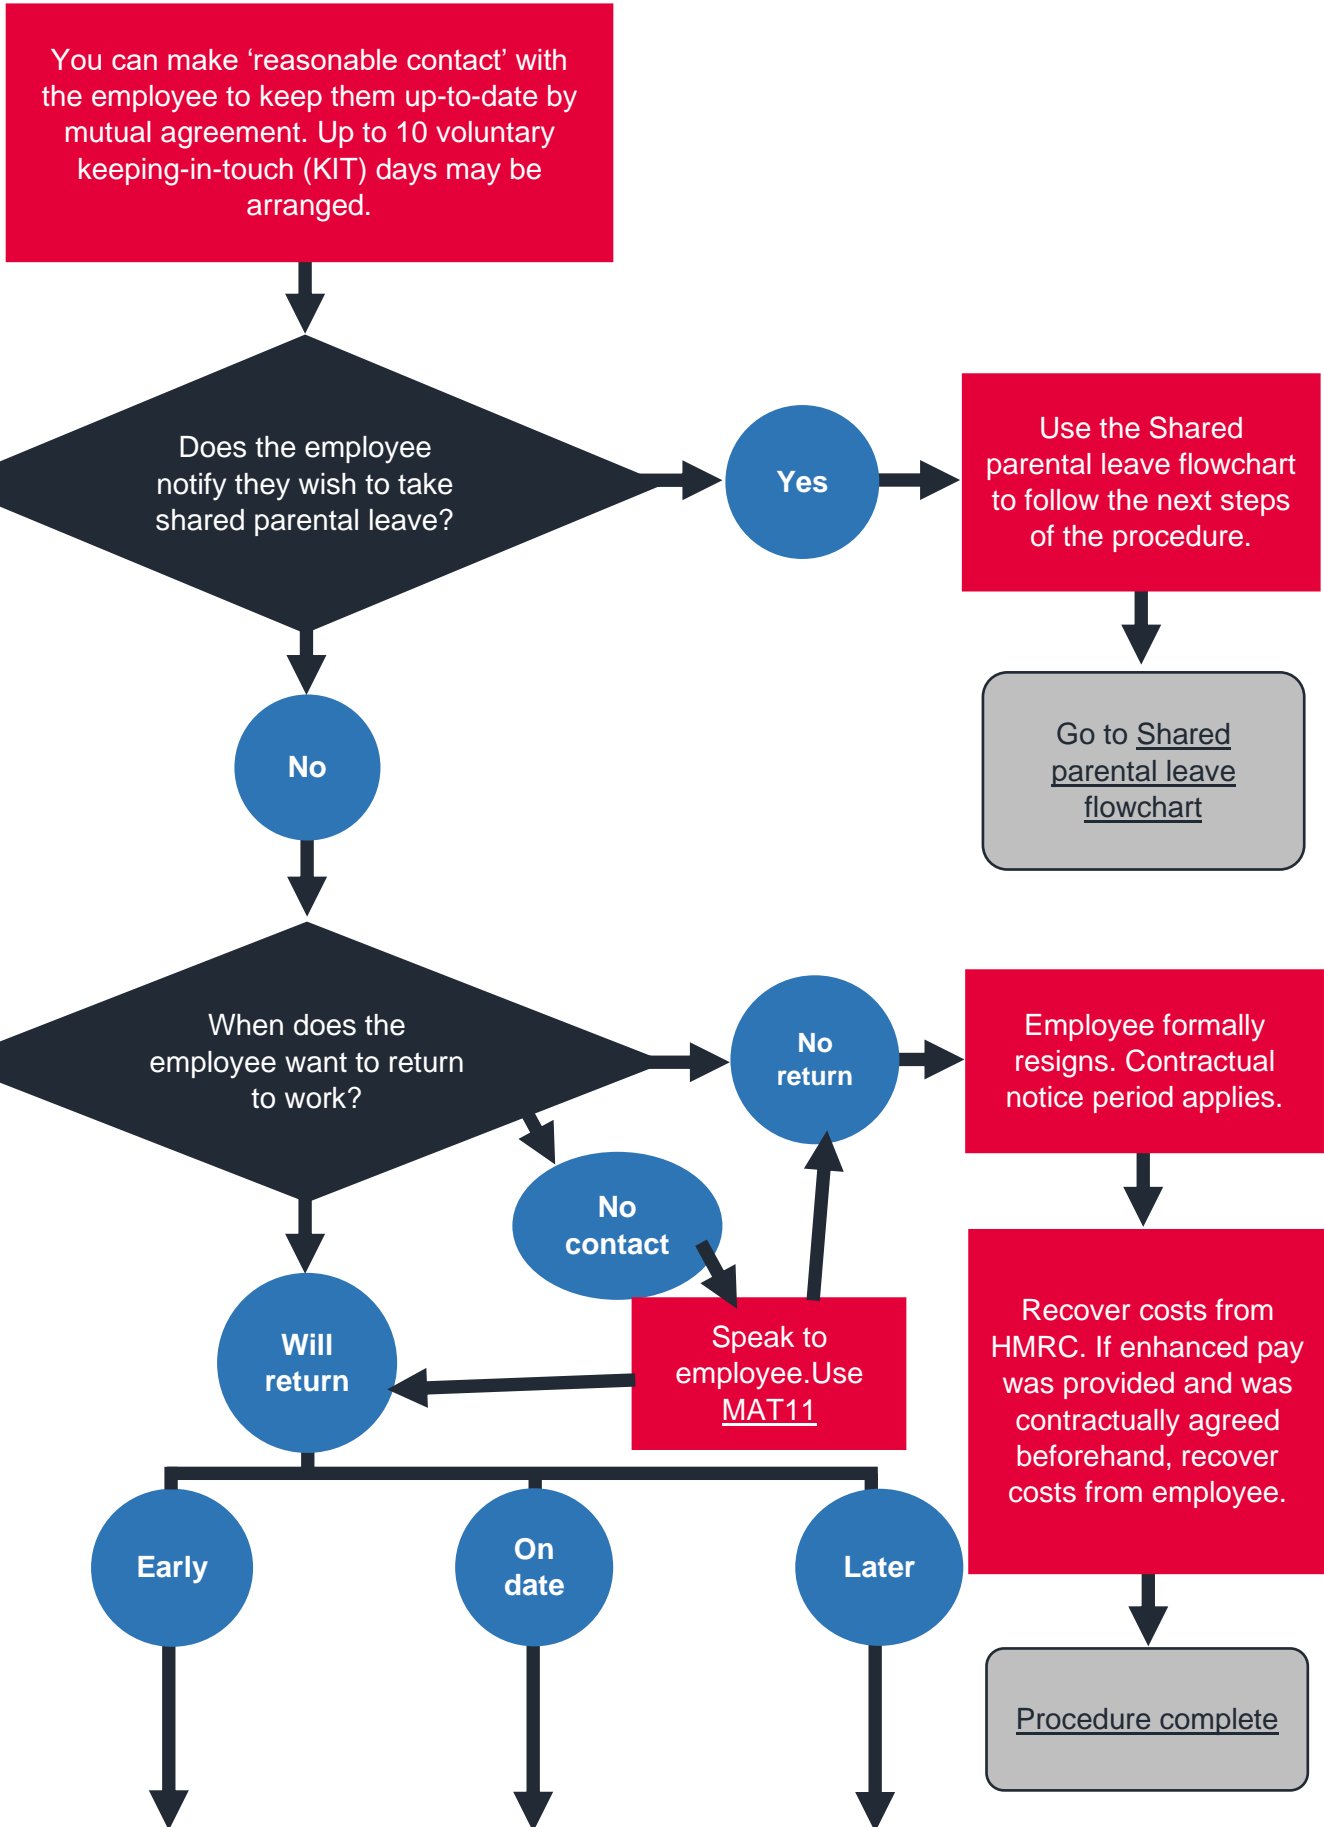 You can make ‘reasonable contact’ with
the employee to keep them up-to-date by
mutual agreement. Up to 10 voluntary
keeping-in-touch (KIT) days may be
arranged.
Does the employee
notify they wish to take
shared parental leave?
Yes
Use the Shared
parental leave flowchart
to follow the next steps
of the procedure.
Go to Shared
parental leave
flowchart
No
When does the
employee want to return
to work?
No
return
Employee formally
resigns. Contractual
notice period applies.
No
contact
Speak to
employee.Use
MAT11
Will
return
Recover costs from
HMRC. If enhanced pay
was provided and was
contractually agreed
beforehand, recover
costs from employee.
Early
On
date
Later
Procedure complete